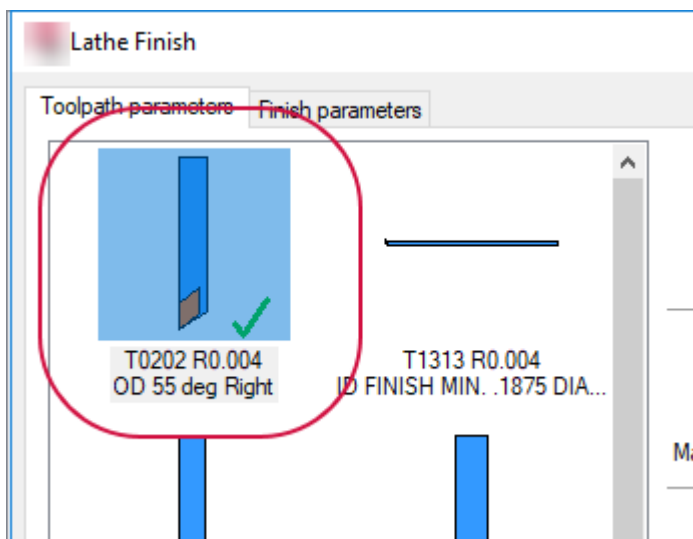 Lathe Finish
Toolpath parameters Finish parameters
T0202 R0.004 T1313 R0.004
OD 55 deg Right ID FINISH MIN. .1875 DIA...
Ma